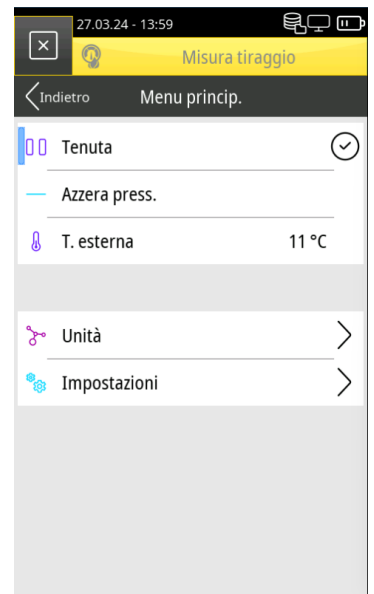 27.03.24 - 13:59
Misura tiraggio
Indietro Menu princip.
Tenuta
Azzera press.
T. esterna 11 °C
Unità
Impostazioni